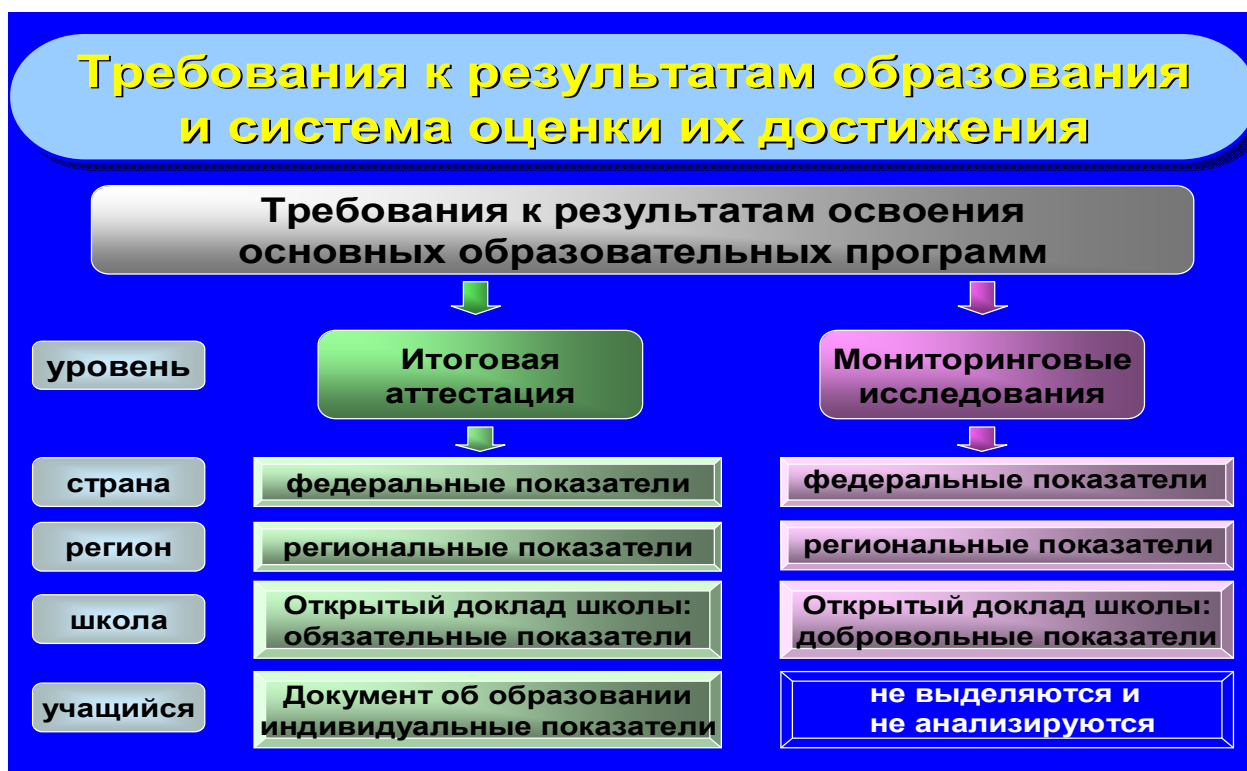 Требования к результатам образования
и система оценки их достижения
Требования к результатам освоения
основных образовательных программ
уровень
Итоговая
аттестация
Мониторинговые
исследования
страна
федеральные показатели
федеральные показатели
регион
региональные показатели
региональные показатели
школа
Открытый доклад школы:
обязательные показатели
Открытый доклад школы:
добровольные показатели
учащийся
Документ об образовании
индивидуальные показатели
не выделяются и
не анализируются